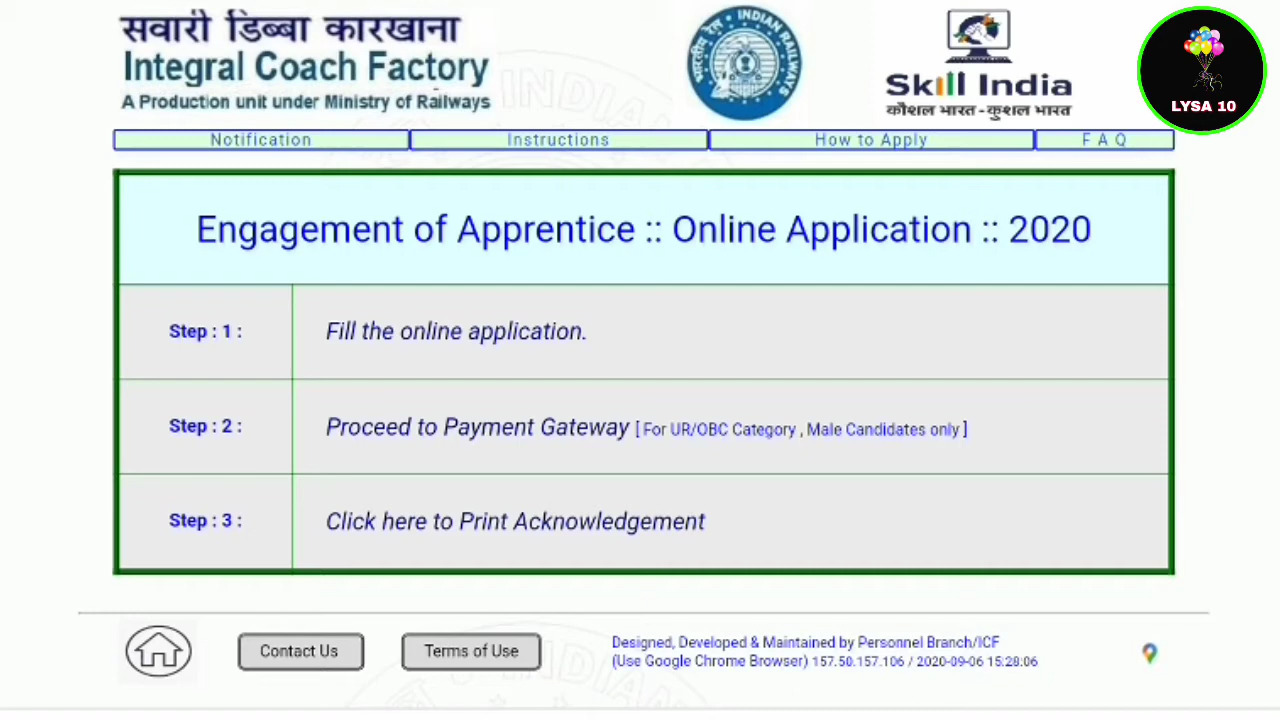 सवारी डिब्बा कारखाना
Integral Coach Factory
A Production unit under Ministry of Railways
भारतीय रेल INDIAN RAILWAYS
Skill India
कौशल भारत - कुशल भारत
LYSA 10
Notification Instructions How to Apply F A Q
Engagement of Apprentice :: Online Application :: 2020
Step : 1 : Fill the online application.
Step : 2 : Proceed to Payment Gateway [ For UR/OBC Category , Male Candidates only ]
Step : 3 : Click here to Print Acknowledgement
Contact Us Terms of Use
Designed, Developed & Maintained by Personnel Branch/ICF
(Use Google Chrome Browser) 157.50.157.106 / 2020-09-06 15:28:06